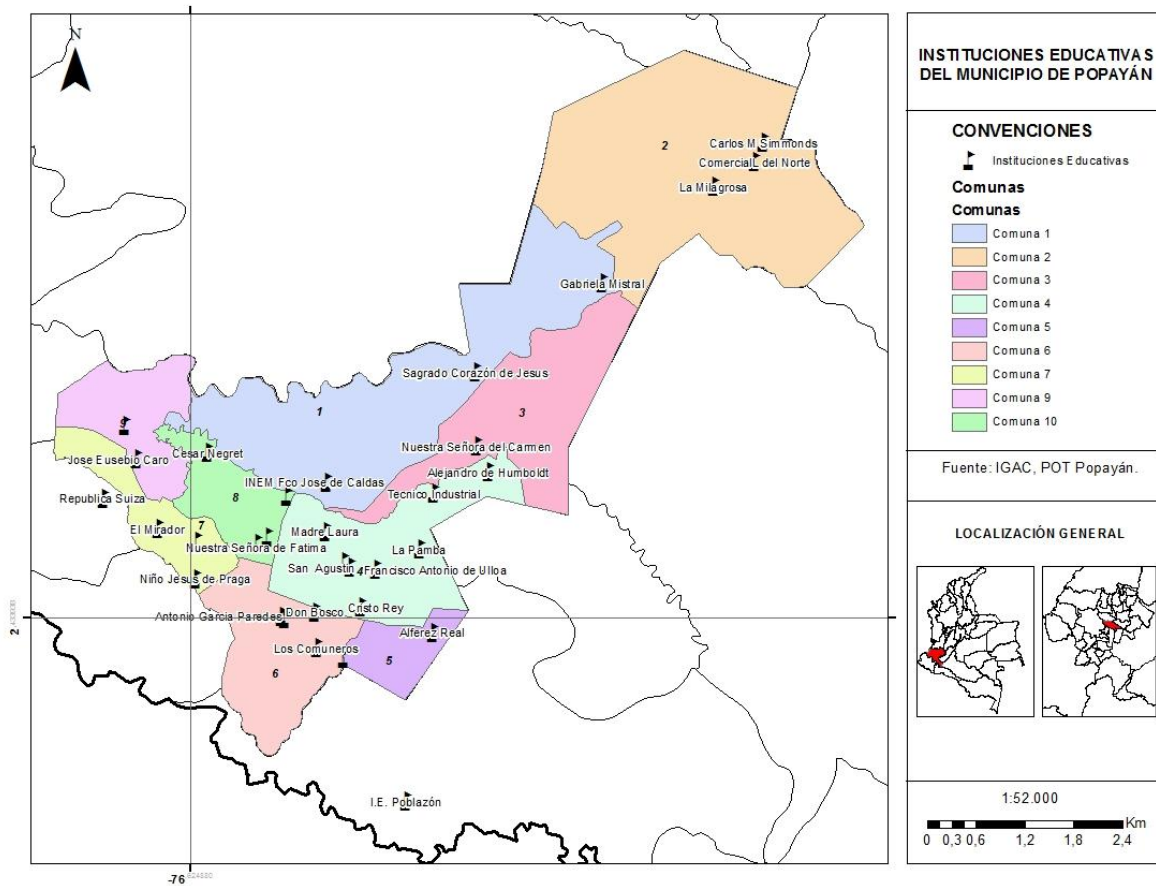 N
INSTITUCIONES EDUCATIVAS
DEL MUNICIPIO DE POPAYÁN
CONVENCIONES
Instituciones Educativas
Comunas
Comunas
Comuna 1
Comuna 2
Comuna 3
Comuna 4
Comuna 5
Comuna 6
Comuna 7
Comuna 9
Comuna 10
Fuente: IGAC, POT Popayán.
LOCALIZACIÓN GENERAL
1:52.000
Km
0 0,3 0,6 1,2 1,8 2,4
2
Carlos M Simmonds
Comercial L del Norte
La Milagrosa
Gabriela Mistral
Sagrado Corazón de Jesus
1
3
9
Nuestra Señora del Carmen
Jose Eusebio Caro
Cesar Negret
Alejandro de Humboldt
INEM Fco Jose de Caldas
Republica Suiza
8
Tecnico Industrial
El Mirador
7
Madre Laura
Nuestra Señora de Fatima
La Pamba
San Agustin
4
Francisco Antonio de Ulloa
Niño Jesus de Praga
Antonio Garcia Paredes
Don Bosco
Cristo Rey
Alferez Real
Los Comuneros
5
6
I.E. Poblazón
2
-76